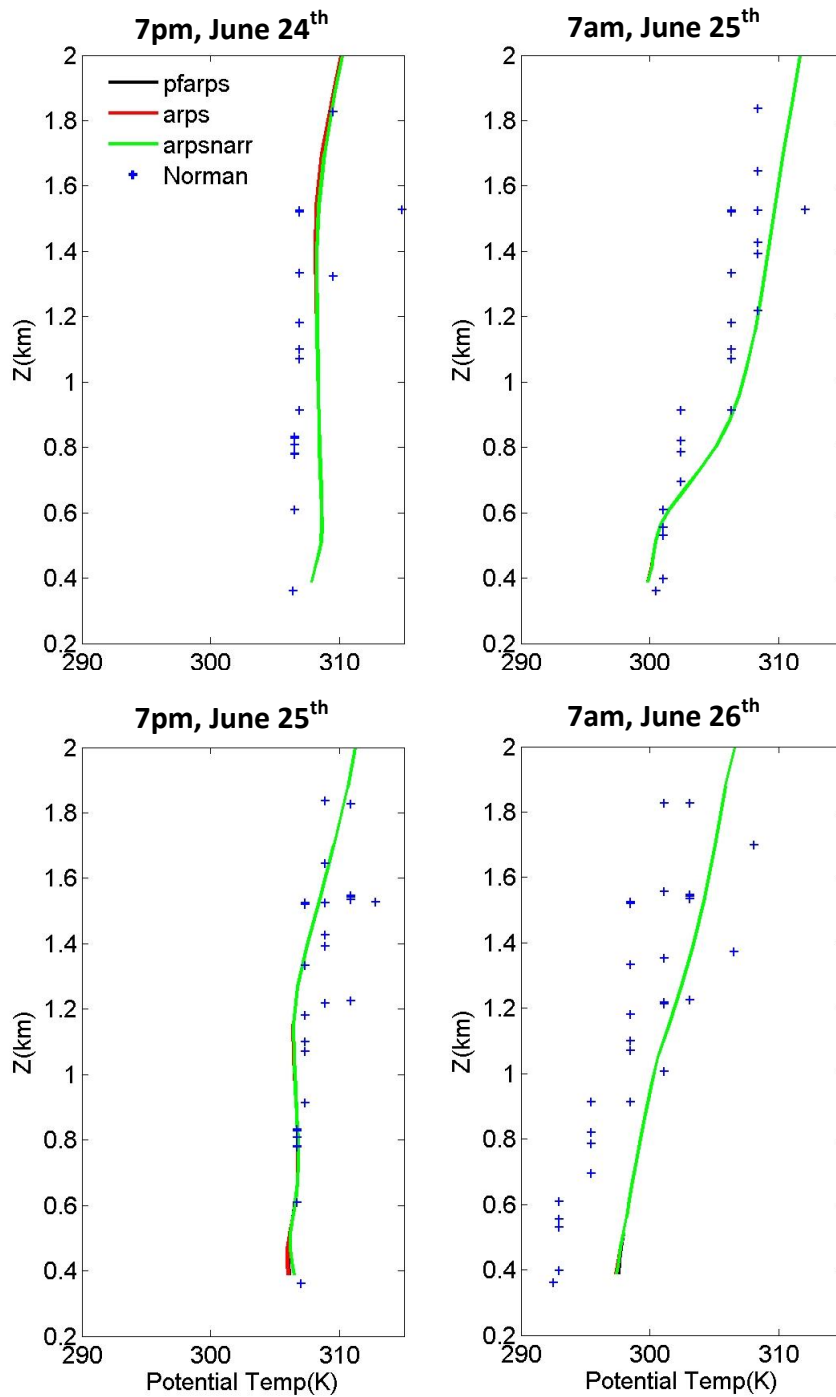 7pm, June 24th
2
1.8
1.6
1.4
1.2
1
0.8
0.6
0.4
0.2
Z(km)
pfarps
arps
arpsnarr
Norman
290 300 310
7am, June 25th
2
1.8
1.6
1.4
1.2
1
0.8
0.6
0.4
0.2
Z(km)
290 300 310
7pm, June 25th
2
1.8
1.6
1.4
1.2
1
0.8
0.6
0.4
0.2
Z(km)
290 300 310
Potential Temp(K)
7am, June 26th
2
1.8
1.6
1.4
1.2
1
0.8
0.6
0.4
0.2
Z(km)
290 300 310
Potential Temp(K)